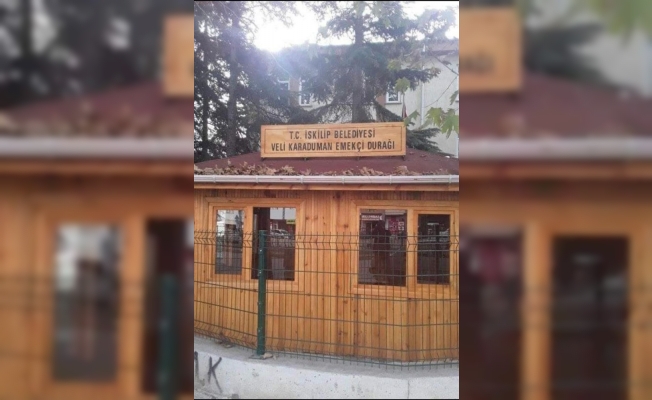 T.C. İSKİLİP BELEDİYESİ
VELİ KARADUMAN EMEKÇİ DURAĞI